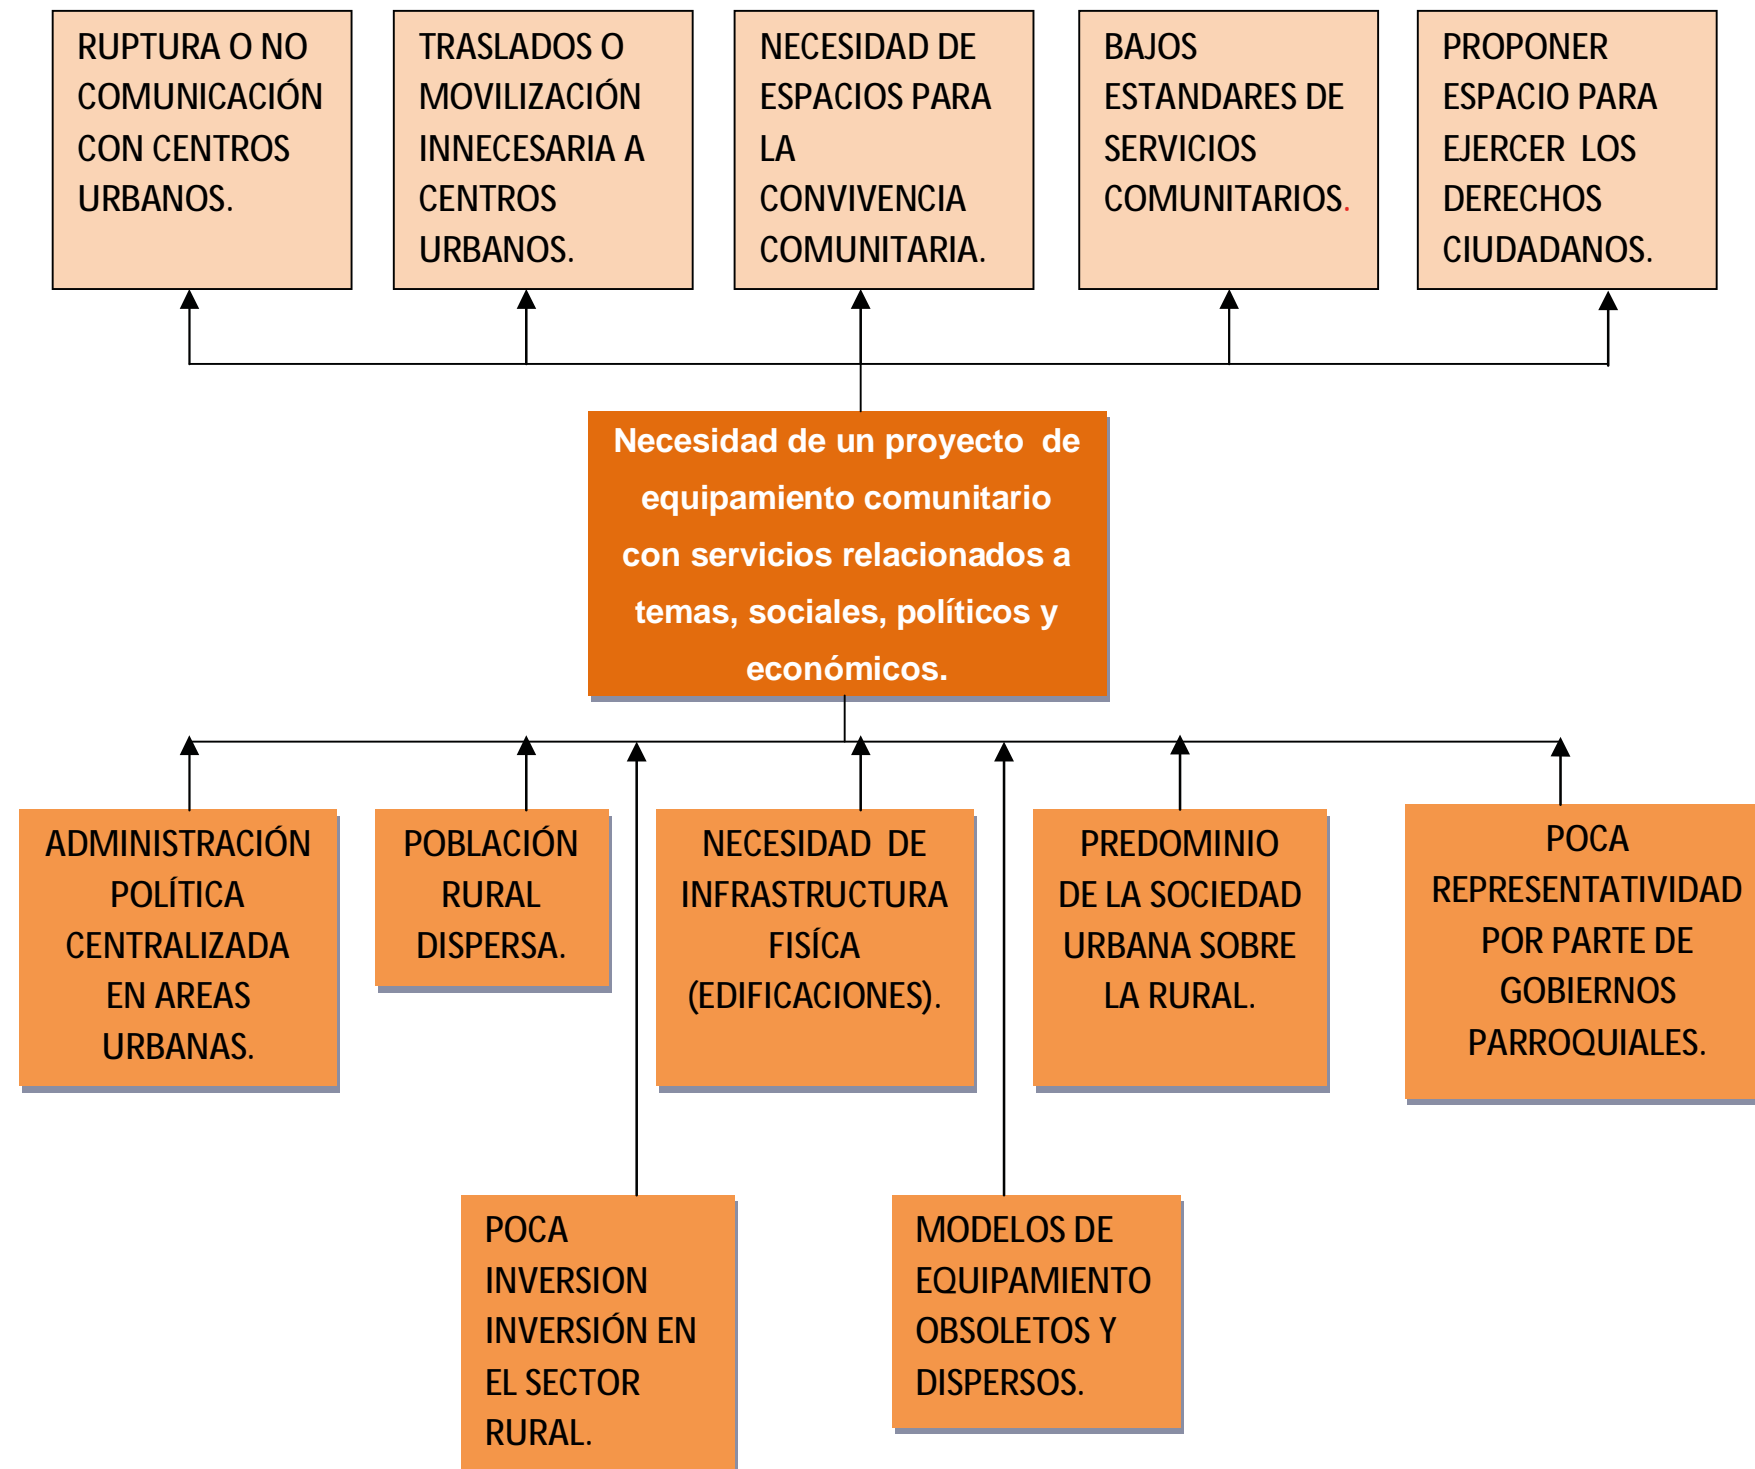 RUPTURA O NO
COMUNICACIÓN
CON CENTROS
URBANOS.
TRASLADOS O
MOVILIZACIÓN
INNECESARIA A
CENTROS
URBANOS.
NECESIDAD DE
ESPACIOS PARA
LA
CONVIVENCIA
COMUNITARIA.
BAJOS
ESTANDARES DE
SERVICIOS
COMUNITARIOS.
PROPONER
ESPACIO PARA
EJERCER LOS
DERECHOS
CIUDADANOS.
Necesidad de un proyecto de
equipamiento comunitario
con servicios relacionados a
temas, sociales, políticos y
económicos.
ADMINISTRACIÓN
POLÍTICA
CENTRALIZADA
EN AREAS
URBANAS.
POBLACIÓN
RURAL
DISPERSA.
NECESIDAD DE
INFRASTRUCTURA
FISÍCA
(EDIFICACIONES).
PREDOMINIO
DE LA SOCIEDAD
URBANA SOBRE
LA RURAL.
POCA
REPRESENTATIVIDAD
POR PARTE DE
GOBIERNOS
PARROQUIALES.
POCA
INVERSION
INVERSIÓN EN
EL SECTOR
RURAL.
MODELOS DE
EQUIPAMIENTO
OBSOLETOS Y
DISPERSOS.